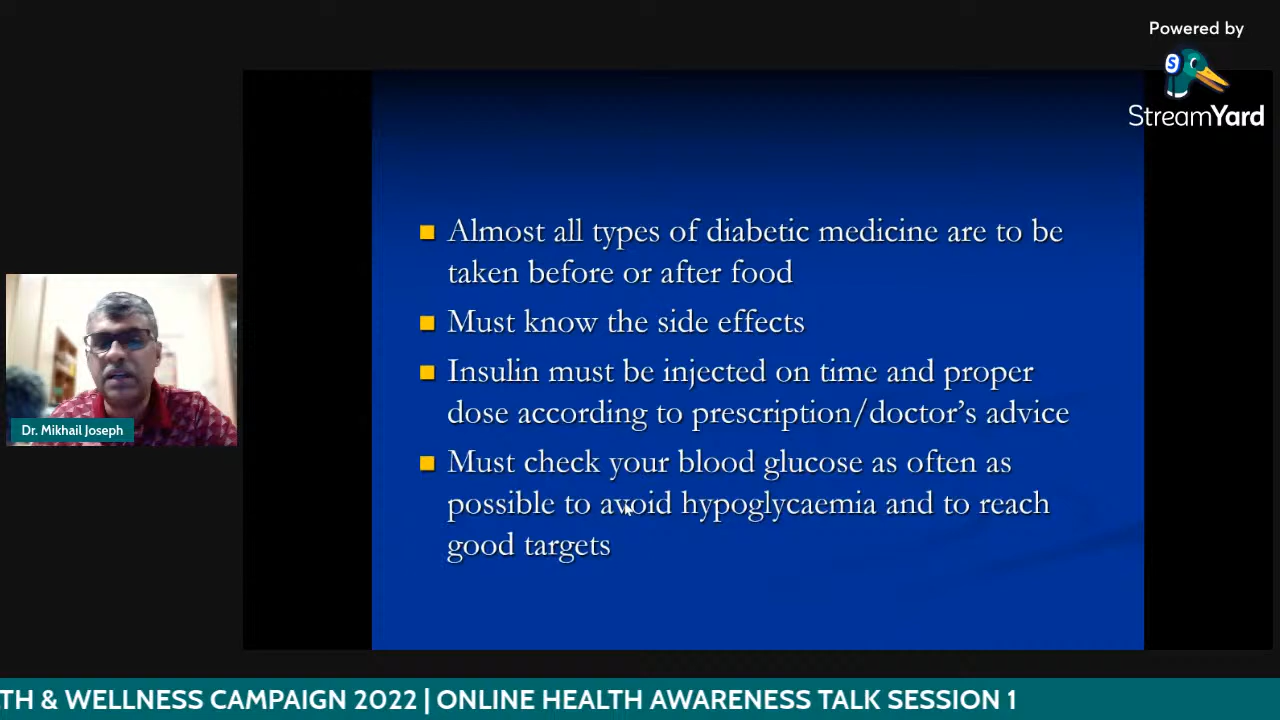 Powered by
StreamYard
Almost all types of diabetic medicine are to be
taken before or after food
Must know the side effects
Insulin must be injected on time and proper
dose according to prescription/doctor's advice
Must check your blood glucose as often as
possible to avoid hypoglycaemia and to reach
good targets
Dr. Mikhail Joseph
TH & WELLNESS CAMPAIGN 2022 | ONLINE HEALTH AWARENESS TALK SESSION 1